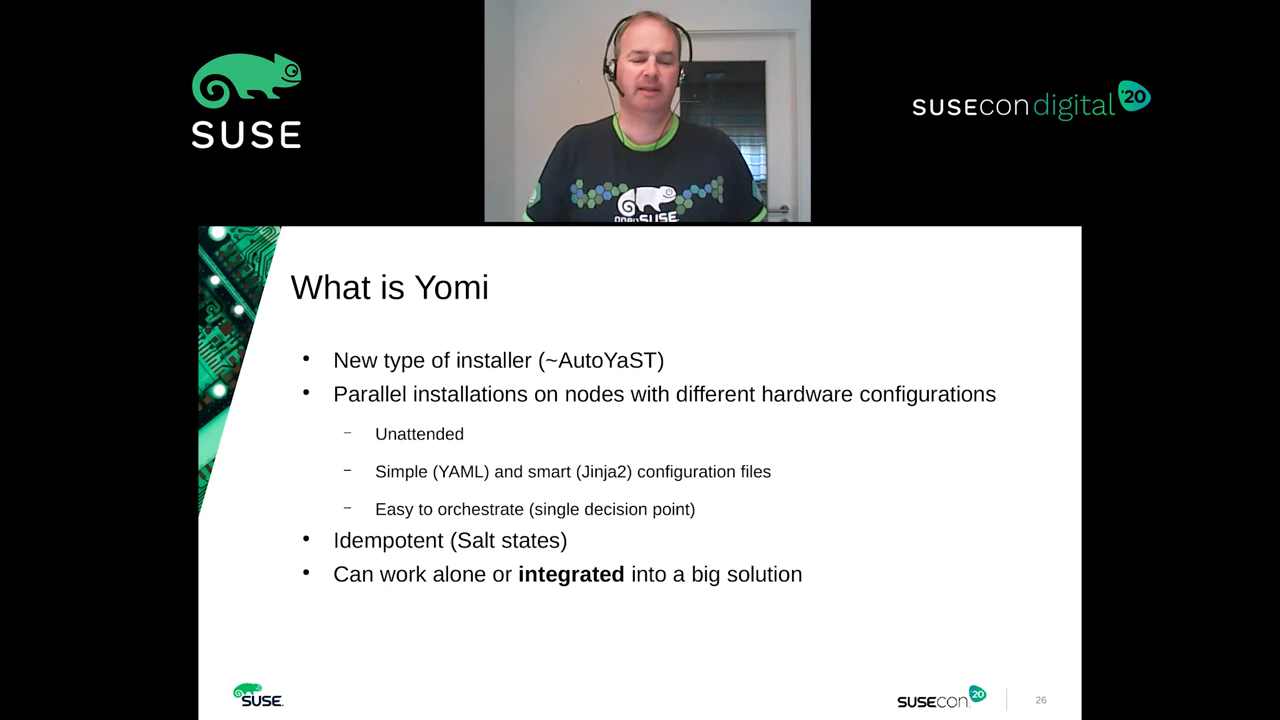 SUSE
SUSEcon digital '20
openSUSE
What is Yomi
• New type of installer (~AutoYaST)
• Parallel installations on nodes with different hardware configurations
– Unattended
– Simple (YAML) and smart (Jinja2) configuration files
– Easy to orchestrate (single decision point)
• Idempotent (Salt states)
• Can work alone or integrated into a big solution
SUSE
SUSEcon '20
26